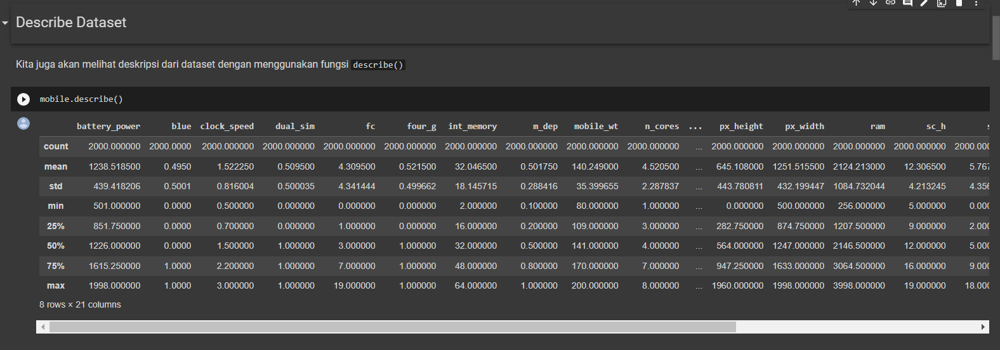 Describe Dataset
Kita juga akan melihat deskripsi dari dataset dengan menggunakan fungsi describe()
mobile.describe()
battery_power blue clock_speed dual_sim fc four_g int_memory m_dep mobile_wt n_cores ... px_height px_width ram sc_h
count 2000.000000 2000.0000 2000.000000 2000.000000 2000.000000 2000.000000 2000.000000 2000.000000 2000.000000 2000.000000 ... 2000.000000 2000.000000 2000.000000 2000.000000 2000.00
mean 1238.518500 0.4950 1.522250 0.509500 4.309500 0.521500 32.046500 0.501750 140.249000 4.520500 ... 645.108000 1251.515500 2124.213000 12.306500 5.767
std 439.418206 0.5001 0.816004 0.500035 4.341444 0.499662 18.145715 0.288416 35.399655 2.287837 ... 443.780811 432.199447 1084.732044 4.213245 4.356
min 501.000000 0.0000 0.500000 0.000000 0.000000 0.000000 2.000000 0.100000 80.000000 1.000000 ... 0.000000 500.000000 256.000000 5.000000 0.000
25% 851.750000 0.0000 0.700000 0.000000 1.000000 0.000000 16.000000 0.200000 109.000000 3.000000 ... 282.750000 874.750000 1207.500000 9.000000 2.000
50% 1226.000000 0.0000 1.500000 1.000000 3.000000 1.000000 32.000000 0.500000 141.000000 4.000000 ... 564.000000 1247.000000 2146.500000 12.000000 5.000
75% 1615.250000 1.0000 2.200000 1.000000 7.000000 1.000000 48.000000 0.800000 170.000000 7.000000 ... 947.250000 1633.000000 3064.500000 16.000000 9.000
max 1998.000000 1.0000 3.000000 1.000000 19.000000 1.000000 64.000000 1.000000 200.000000 8.000000 ... 1960.000000 1998.000000 3998.000000 19.000000 18.000
8 rows × 21 columns